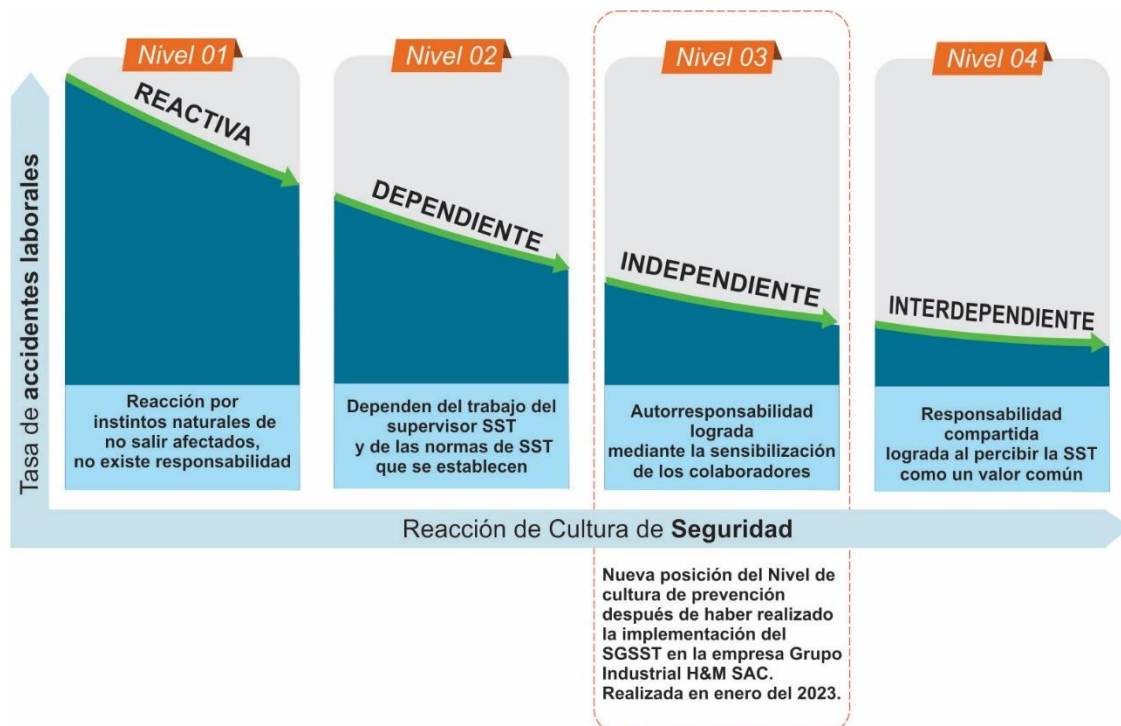 Nivel 01
Nivel 02
Nivel 03
Nivel 04
REACTIVA
DEPENDIENTE
INDEPENDIENTE
INTERDEPENDIENTE
Tasa de accidentes laborales
Reacción por
instintos naturales de
no salir afectados,
no existe responsabilidad
Dependen del trabajo del
supervisor SST
y de las normas de SST
que se establecen
Autorresponsabilidad
lograda
mediante la sensibilización
de los colaboradores
Responsabilidad
compartida
lograda al percibir la SST
como un valor común
Reacción de Cultura de Seguridad
Nueva posición del Nivel de
cultura de prevención
después de haber realizado
la implementación del
SGSST en la empresa Grupo
Industrial H&M SAC.
Realizada en enero del 2023.